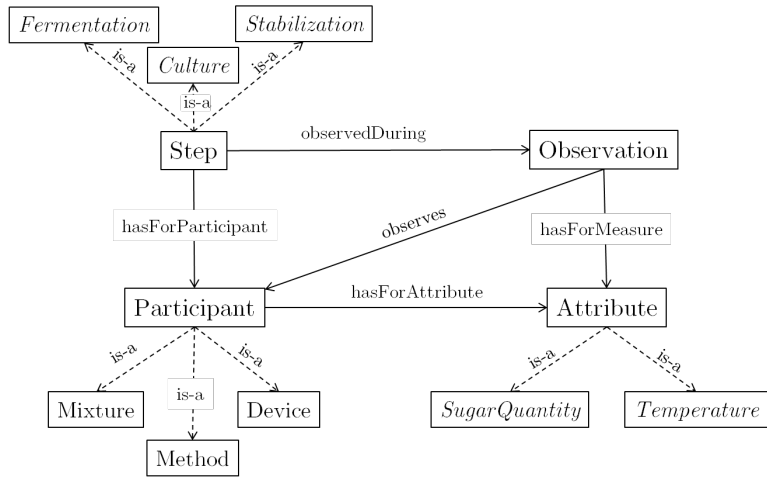 Fermentation
Stabilization
Culture
is-a
is-a
is-a
Step
observedDuring
Observation
hasForParticipant
observes
hasForMeasure
Participant
hasForAttribute
Attribute
is-a
is-a
is-a
is-a
is-a
Mixture
Device
SugarQuantity
Temperature
Method